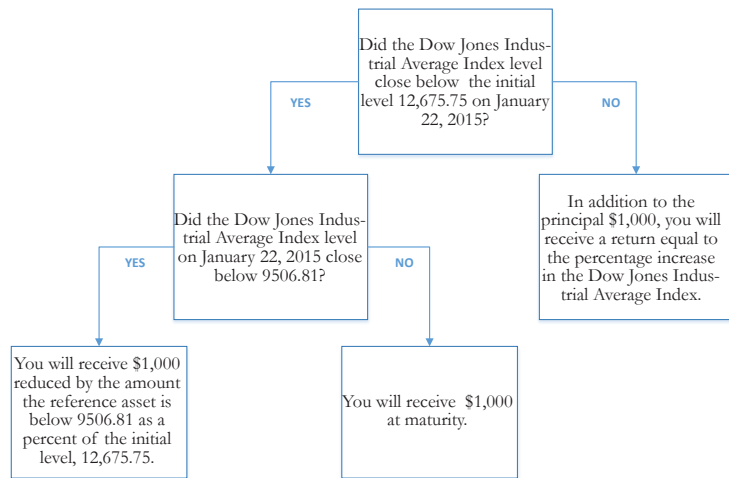 Did the Dow Jones Indus-
trial Average Index level
close below the initial
level 12,675.75 on January
22, 2015?
YES
NO
Did the Dow Jones Indus-
trial Average Index level
on January 22, 2015 close
below 9506.81?
In addition to the
principal $1,000, you will
receive a return equal to
the percentage increase
in the Dow Jones Indus-
trial Average Index.
YES
NO
You will receive $1,000
reduced by the amount
the reference asset is
below 9506.81 as a
percent of the initial
level, 12,675.75.
You will receive $1,000
at maturity.